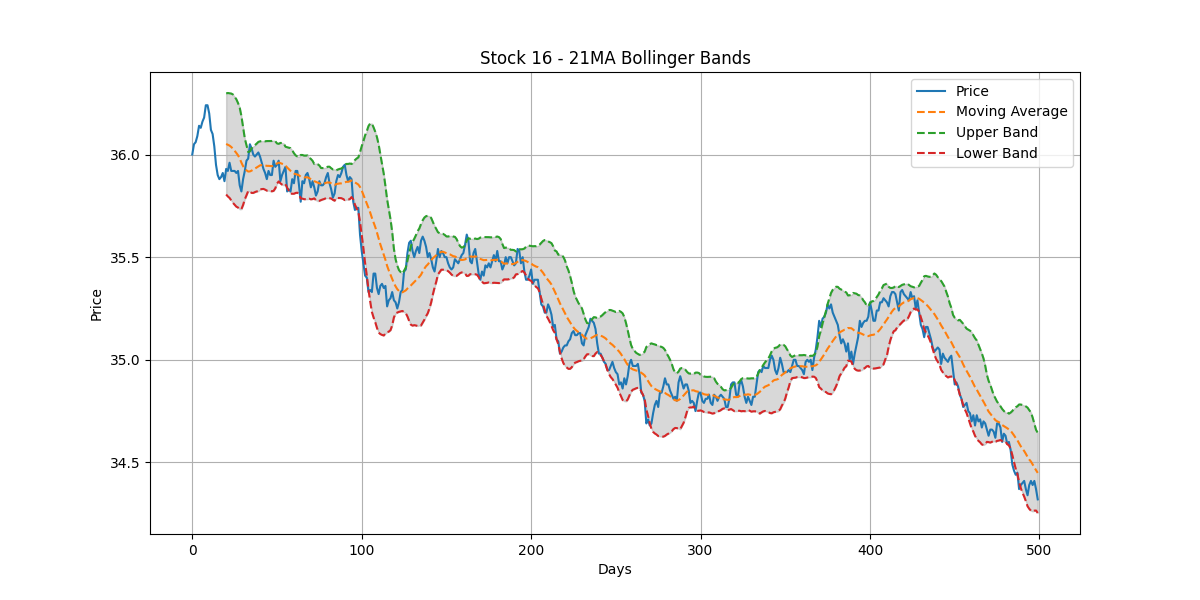 Stock 16 - 21MA Bollinger Bands
Price
Moving Average
Upper Band
Lower Band
36.0
35.5
35.0
34.5
Price
0 100 200 300 400 500
Days